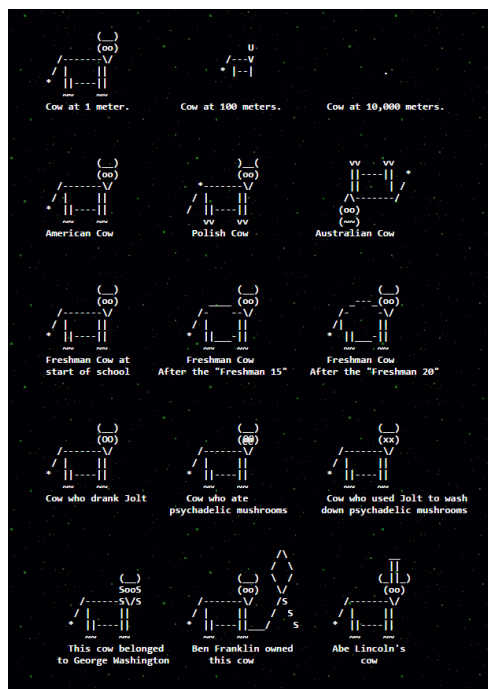 Cow at 1 meter.
Cow at 100 meters.
Cow at 10,000 meters.
American Cow
Polish Cow
Australian Cow
Freshman Cow at
start of school
Freshman Cow
After the "Freshman 15"
Freshman Cow
After the "Freshman 20"
Cow who drank Jolt
Cow who ate
psychadelic mushrooms
Cow who used Jolt to wash
down psychadelic mushrooms
This cow belonged
to George Washington
Ben Franklin owned
this cow
Abe Lincoln's
cow